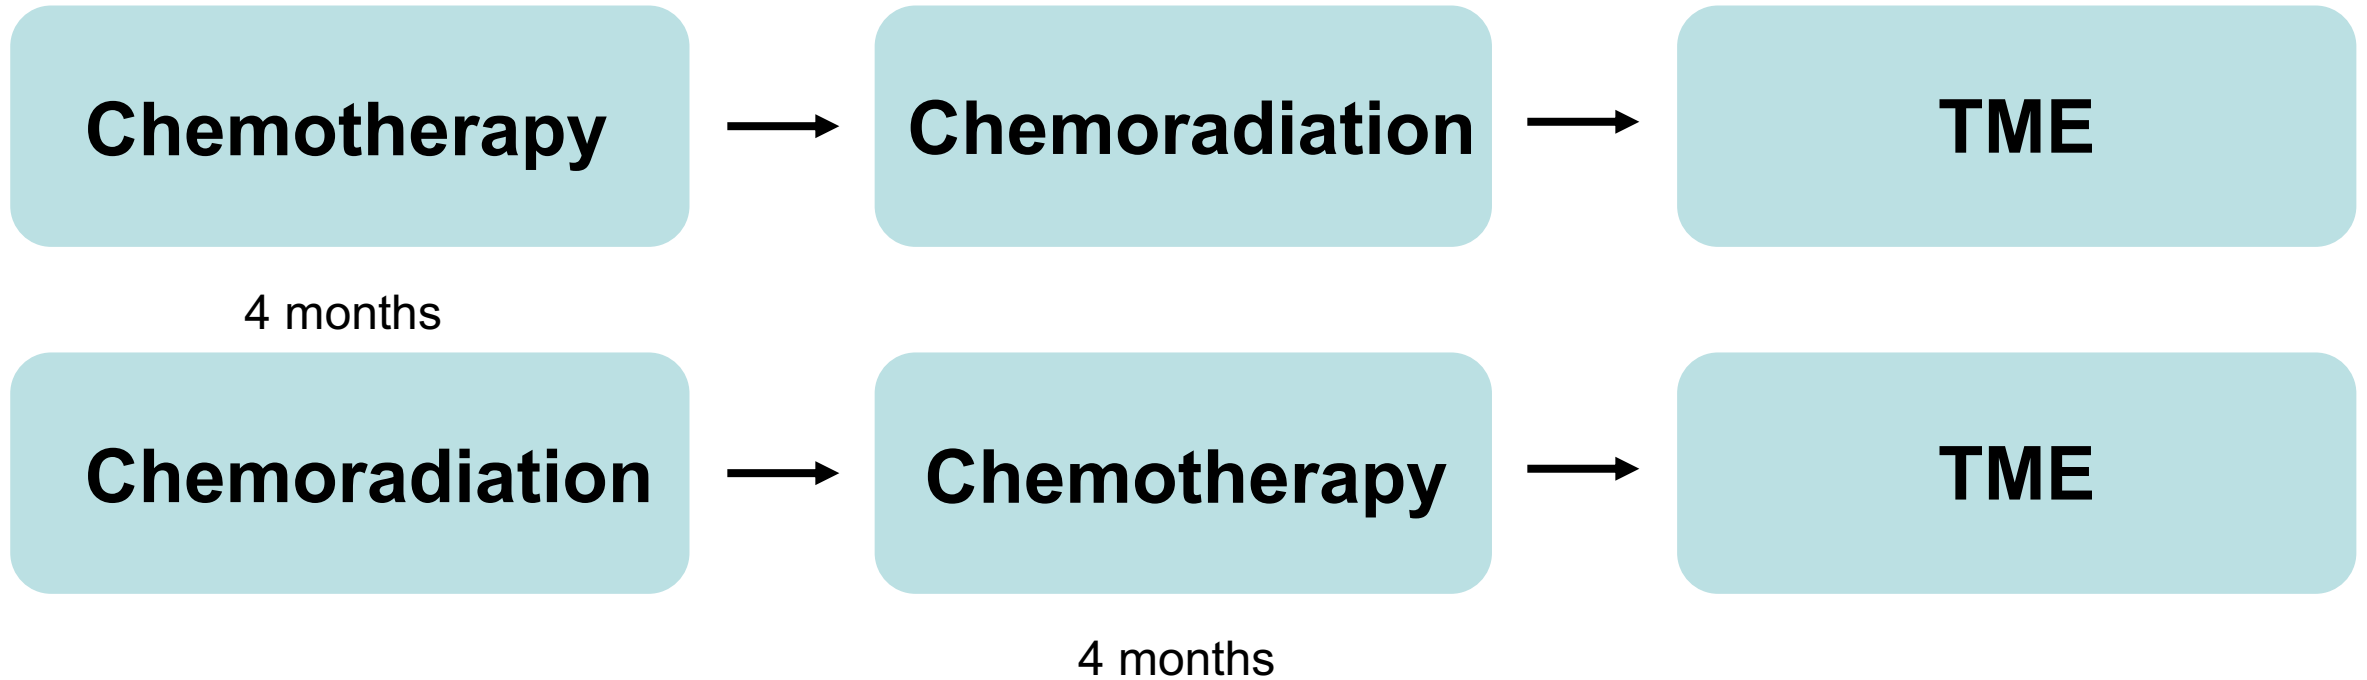 Chemotherapy
Chemoradiation
TME
4 months
Chemoradiation
Chemotherapy
TME
4 months